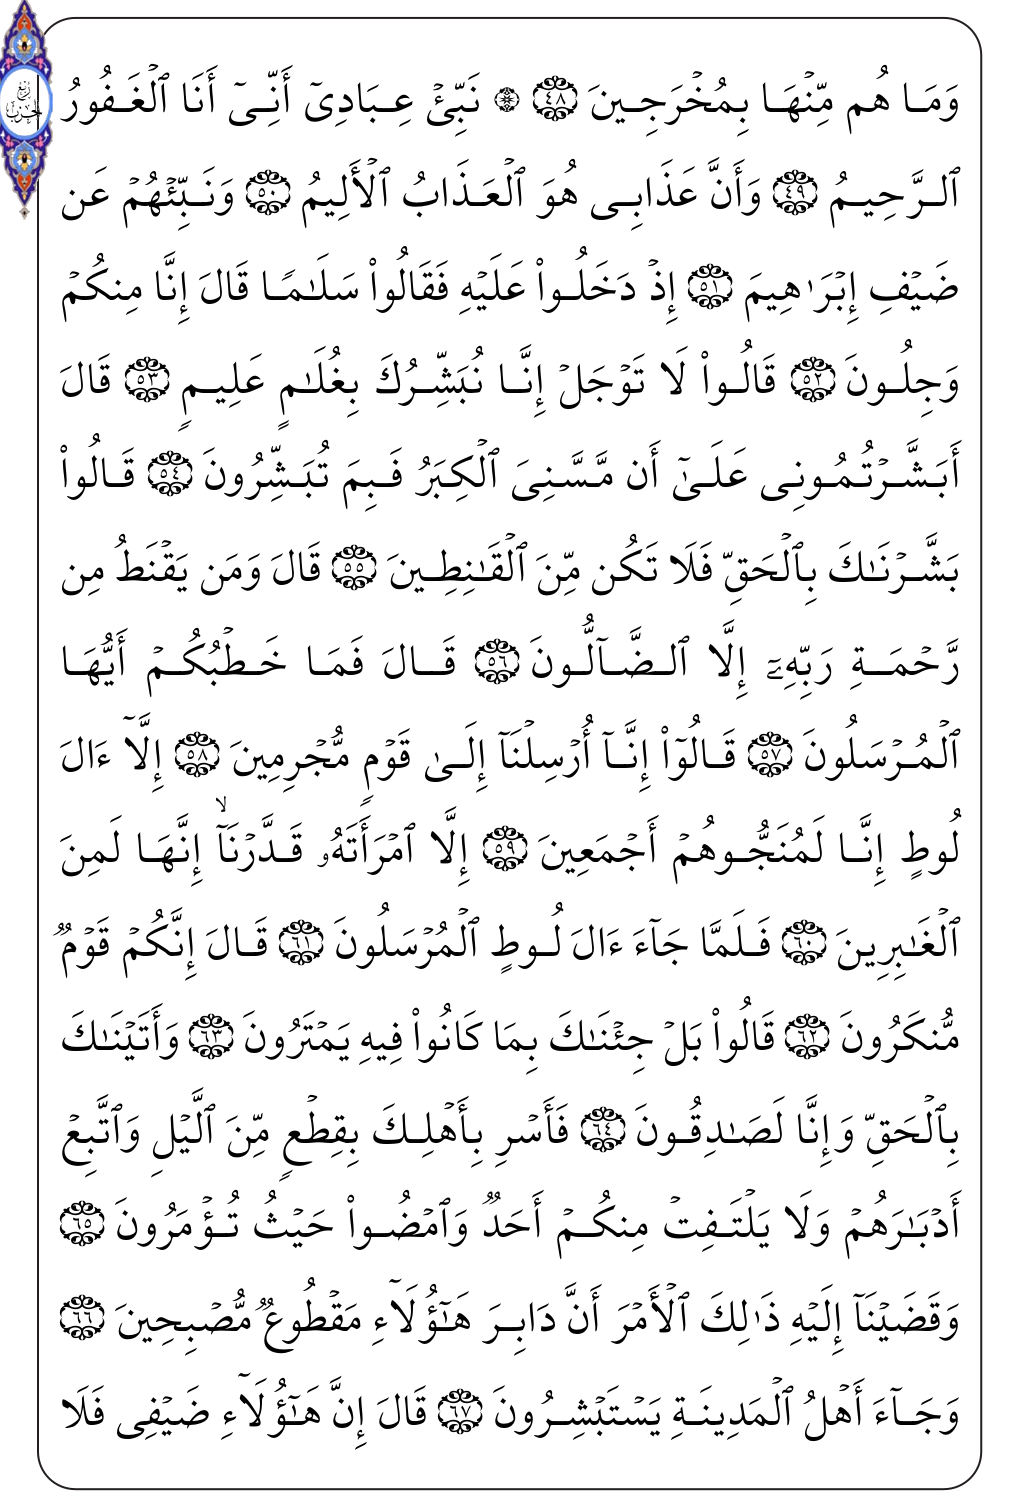 وَمَا هُم مِّنۡهَا بِمُخۡرَجِينَ ٤٨ ۞ نَبِّئۡ عِبَادِيٓ أَنِّيٓ أَنَا ٱلۡغَفُورُ
ٱلرَّحِيمُ ٤٩ وَأَنَّ عَذَابِي هُوَ ٱلۡعَذَابُ ٱلۡأَلِيمُ ٥٠ وَنَبِّئۡهُمۡ عَن
ضَيۡفِ إِبۡرَٰهِيمَ ٥١ إِذۡ دَخَلُواْ عَلَيۡهِ فَقَالُواْ سَلَٰمٗا قَالَ إِنَّا مِنكُمۡ
وَجِلُونَ ٥٢ قَالُواْ لَا تَوۡجَلۡ إِنَّا نُبَشِّرُكَ بِغُلَٰمٍ عَلِيمٖ ٥٣ قَالَ
أَبَشَّرۡتُمُونِي عَلَىٰٓ أَن مَّسَّنِيَ ٱلۡكِبَرُ فَبِمَ تُبَشِّرُونَ ٥٤ قَالُواْ
بَشَّرۡنَٰكَ بِٱلۡحَقِّ فَلَا تَكُن مِّنَ ٱلۡقَٰنِطِينَ ٥٥ قَالَ وَمَن يَقۡنَطُ مِن
رَّحۡمَةِ رَبِّهِۦٓ إِلَّا ٱلضَّآلُّونَ ٥٦ قَالَ فَمَا خَطۡبُكُمۡ أَيُّهَا
ٱلۡمُرۡسَلُونَ ٥٧ قَالُوٓاْ إِنَّآ أُرۡسِلۡنَآ إِلَىٰ قَوۡمٖ مُّجۡرِمِينَ ٥٨ إِلَّآ ءَالَ
لُوطٍ إِنَّا لَمُنَجُّوهُمۡ أَجۡمَعِينَ ٥٩ إِلَّا ٱمۡرَأَتَهُۥ قَدَّرۡنَآۙ إِنَّهَا لَمِنَ
ٱلۡغَٰبِرِينَ ٦٠ فَلَمَّا جَآءَ ءَالَ لُوطٍ ٱلۡمُرۡسَلُونَ ٦١ قَالَ إِنَّكُمۡ قَوۡمٞ
مُّنكَرُونَ ٦٢ قَالُواْ بَلۡ جِئۡنَٰكَ بِمَا كَانُواْ فِيهِ يَمۡتَرُونَ ٦٣ وَأَتَيۡنَٰكَ
بِٱلۡحَقِّ وَإِنَّا لَصَٰدِقُونَ ٦٤ فَأَسۡرِ بِأَهۡلِكَ بِقِطۡعٖ مِّنَ ٱلَّيۡلِ وَٱتَّبِعۡ
أَدۡبَٰرَهُمۡ وَلَا يَلۡتَفِتۡ مِنكُمۡ أَحَدٞ وَٱمۡضُواْ حَيۡثُ تُؤۡمَرُونَ ٦٥
وَقَضَيۡنَآ إِلَيۡهِ ذَٰلِكَ ٱلۡأَمۡرَ أَنَّ دَابِرَ هَٰٓؤُلَآءِ مَقۡطُوعٞ مُّصۡبِحِينَ ٦٦
وَجَآءَ أَهۡلُ ٱلۡمَدِينَةِ يَسۡتَبۡشِرُونَ ٦٧ قَالَ إِنَّ هَٰٓؤُلَآءِ ضَيۡفِي فَلَا
ربع
الحزب